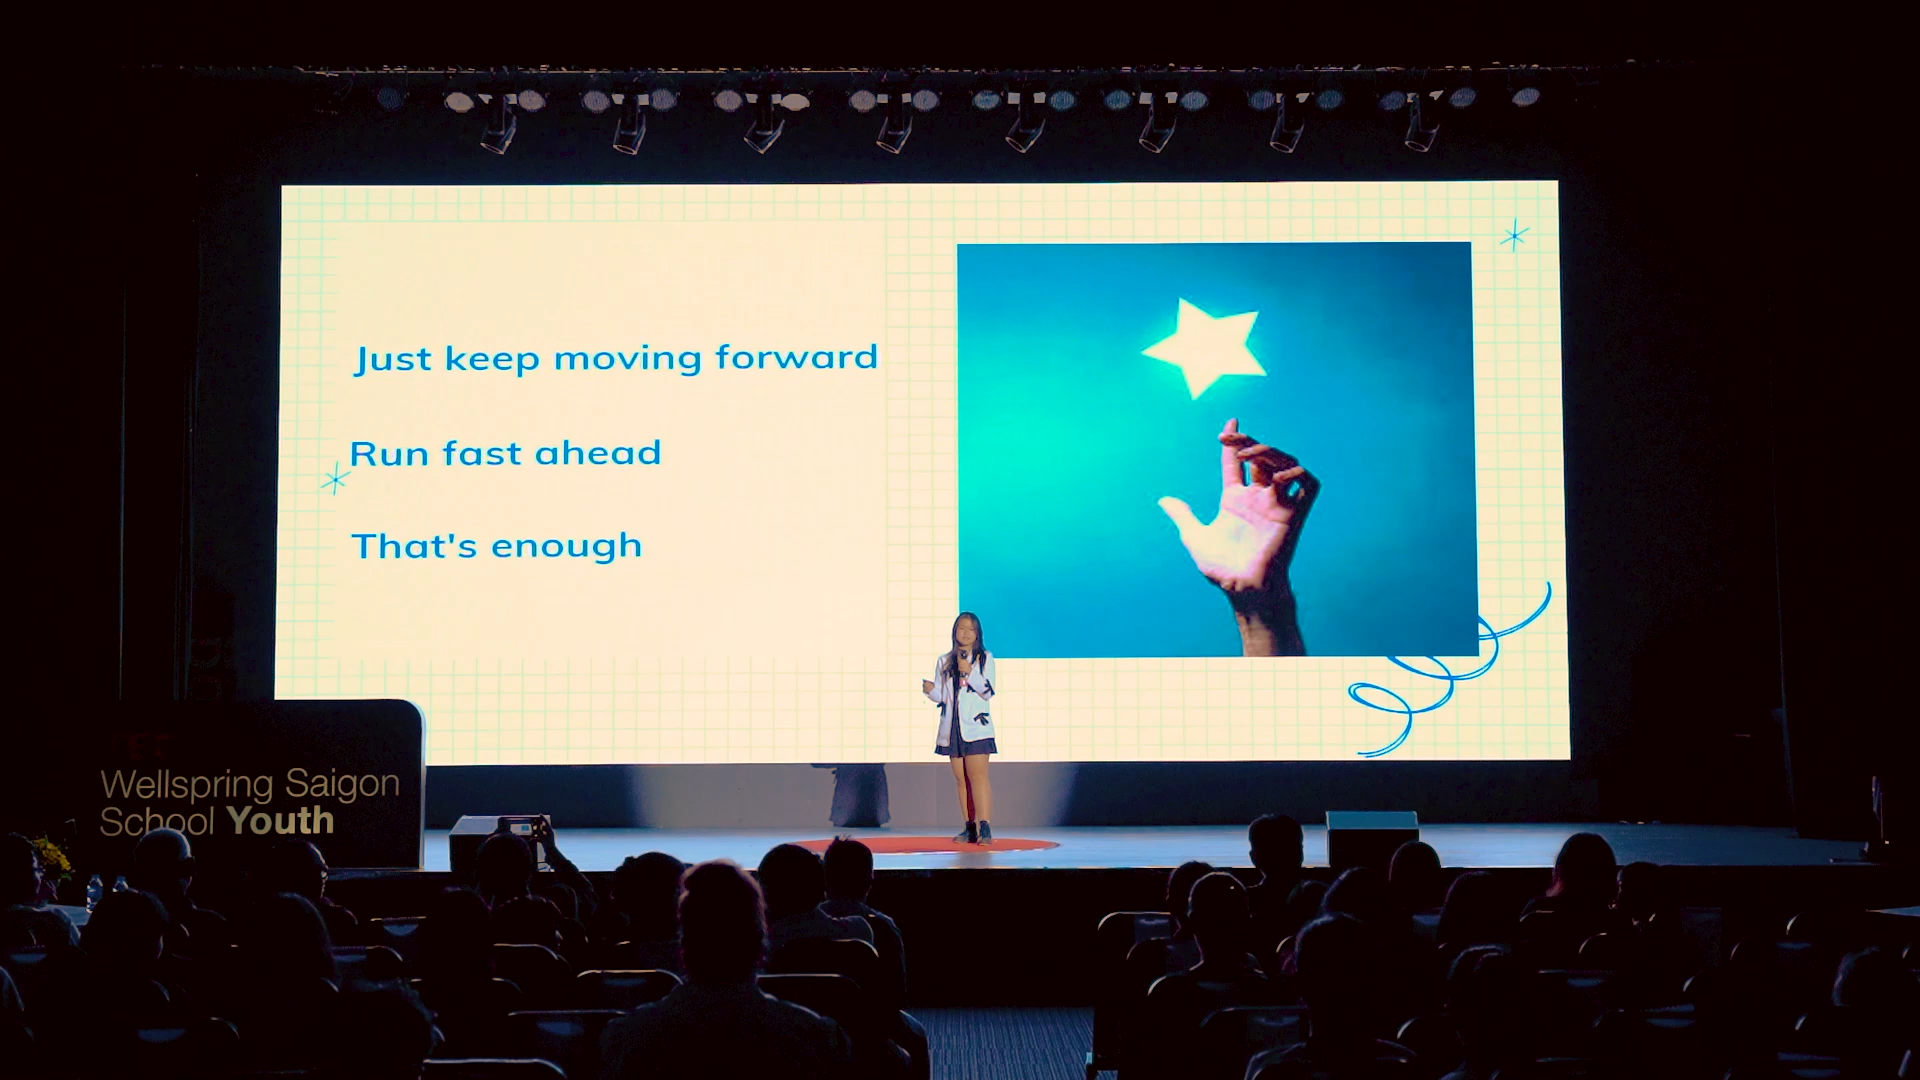 Just keep moving forward
Run fast ahead
That's enough
Wellspring Saigon
School Youth